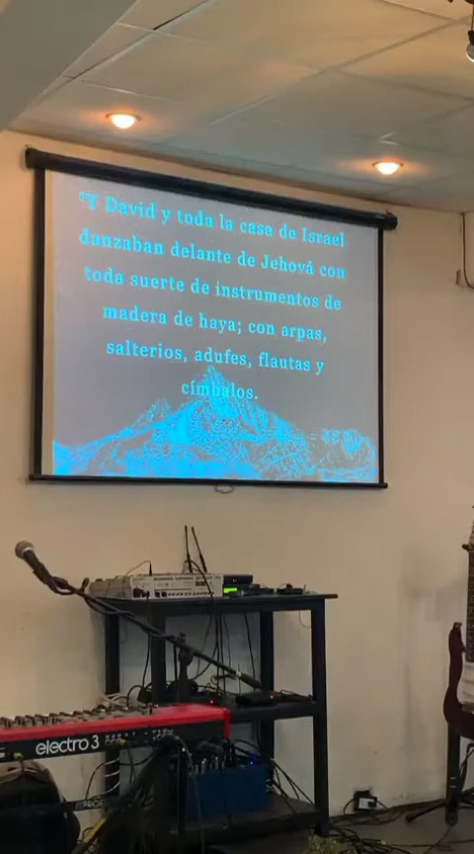 "Y David y toda la casa de Israel
danzaban delante de Jehová con
toda suerte de instrumentos de
madera de haya; con arpas,
salterios, adufes, flautas y
címbalos.
electro 3